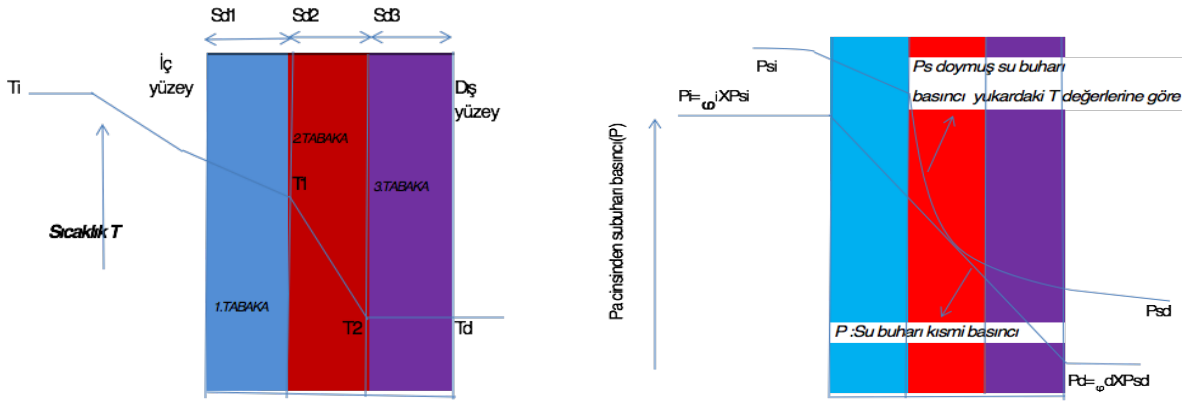 Sd1
Sd2
Sd3
İç
yüzey
Ti
Dış
yüzey
2.TABAKA
T1
3.TABAKA
Sıcaklık T
1.TABAKA
T2
Td
Psi
Ps doymuş su buharı
basıncı yukardaki T değerlerine göre
Pi=φiXPsi
Pa cinsinden su buharı basıncı(P)
Psd
P :Su buharı kısmi basıncı
Pd=φdXPsd